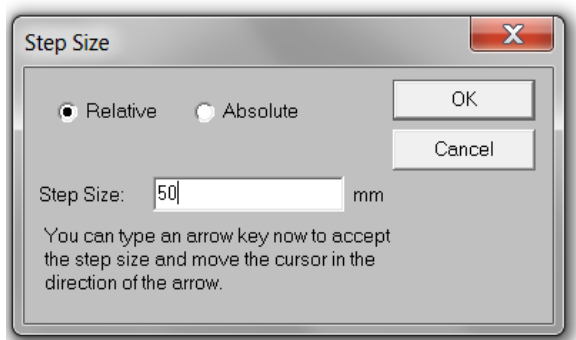 Step Size
Relative
Absolute
OK
Cancel
Step Size:
50
mm
You can type an arrow key now to accept
the step size and move the cursor in the
direction of the arrow.